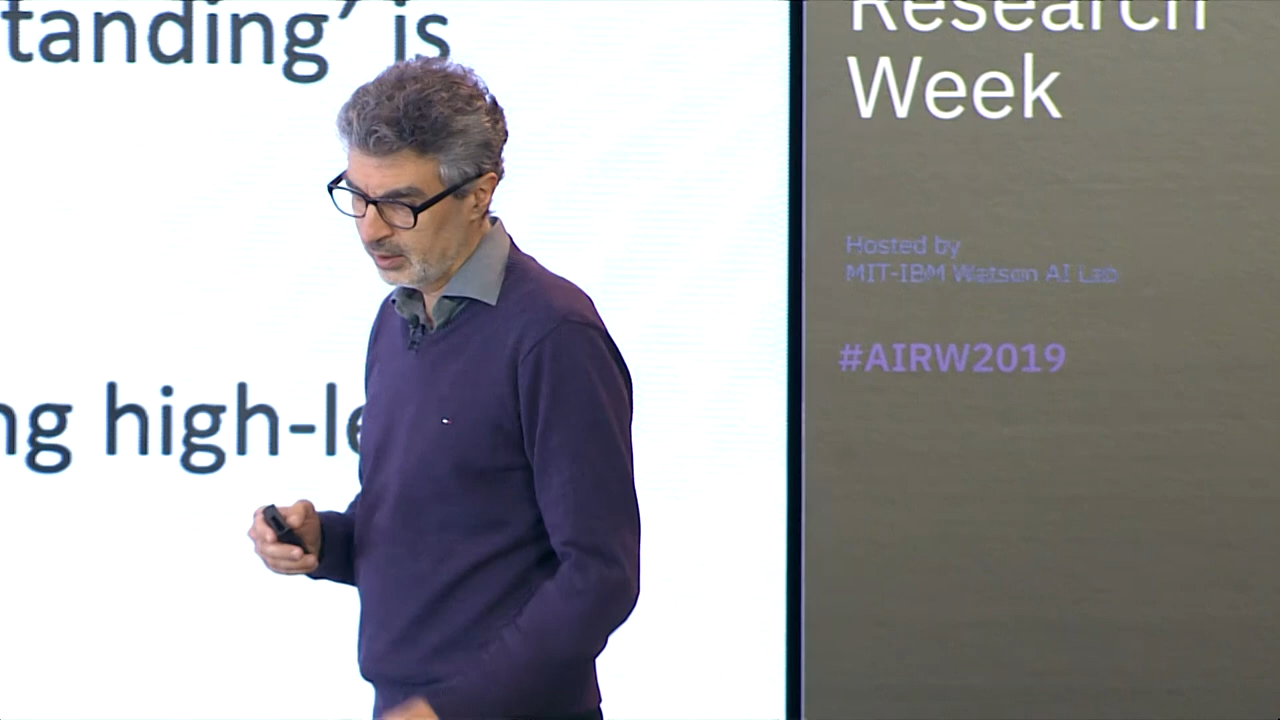 tanding’ is
ng high-le
Research
Week
Hosted by
MIT-IBM Watson AI Lab
#AIRW2019